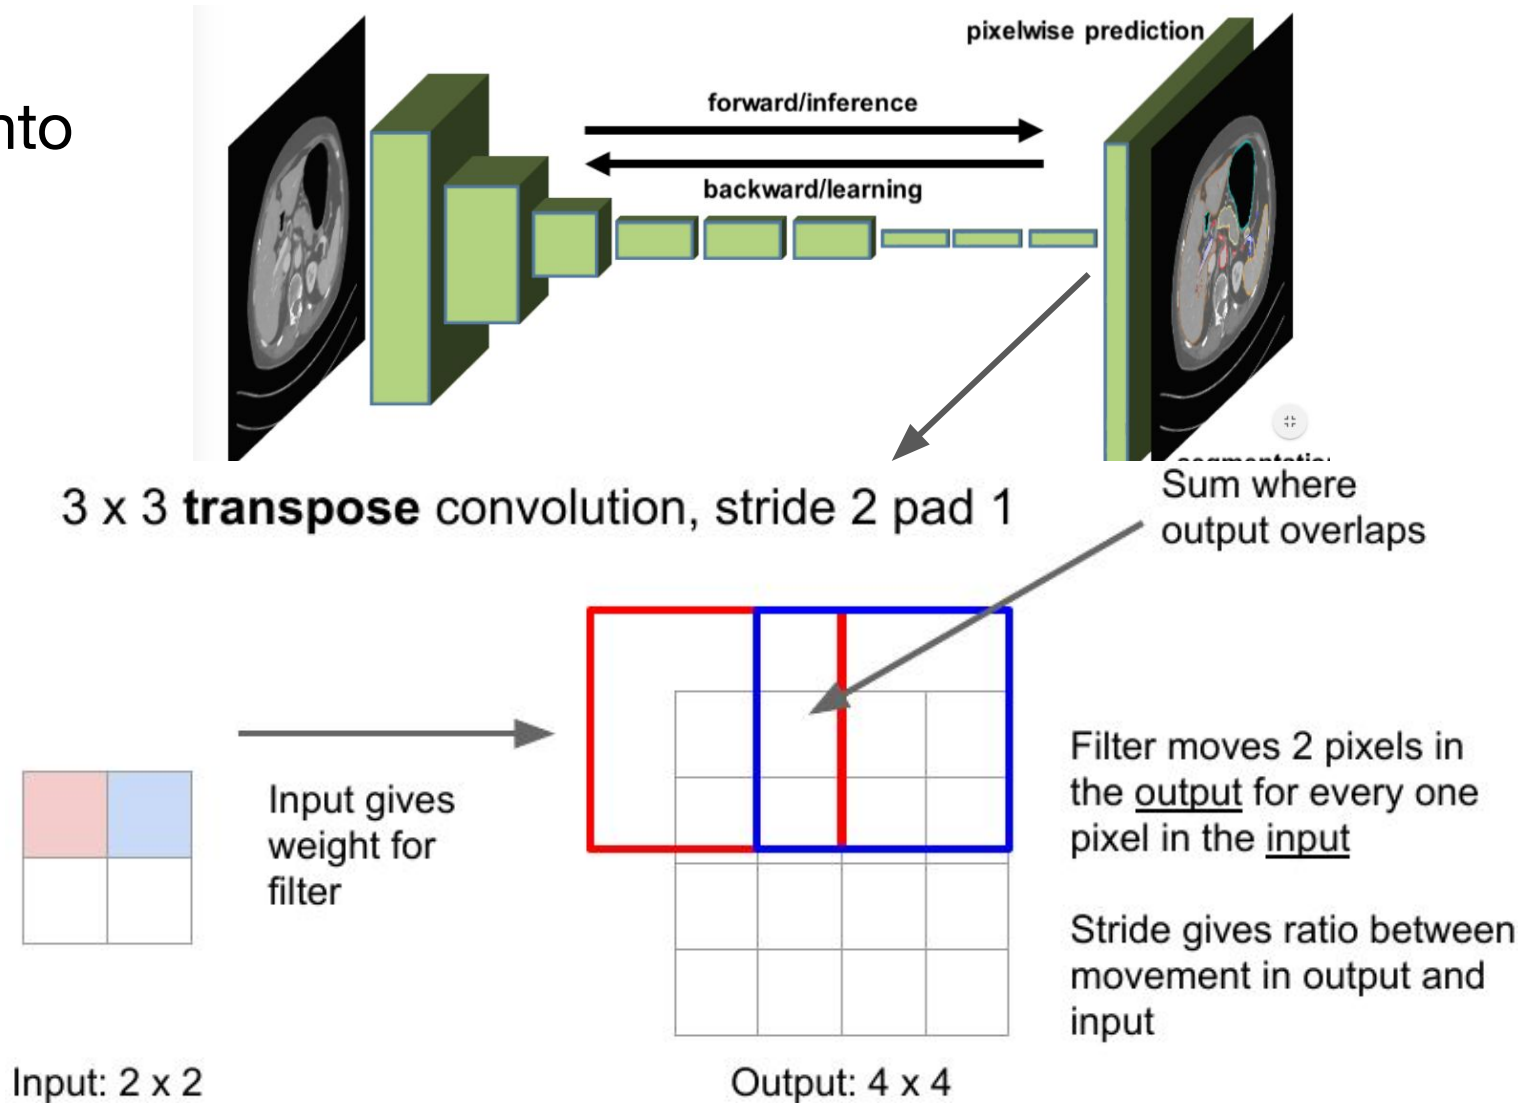 nto
pixelwise prediction
forward/inference
backward/learning
3 x 3 transpose convolution, stride 2 pad 1
Sum where
output overlaps
Input gives
weight for
filter
Filter moves 2 pixels in
the output for every one
pixel in the input
Stride gives ratio between
movement in output and
input
Input: 2 x 2
Output: 4 x 4